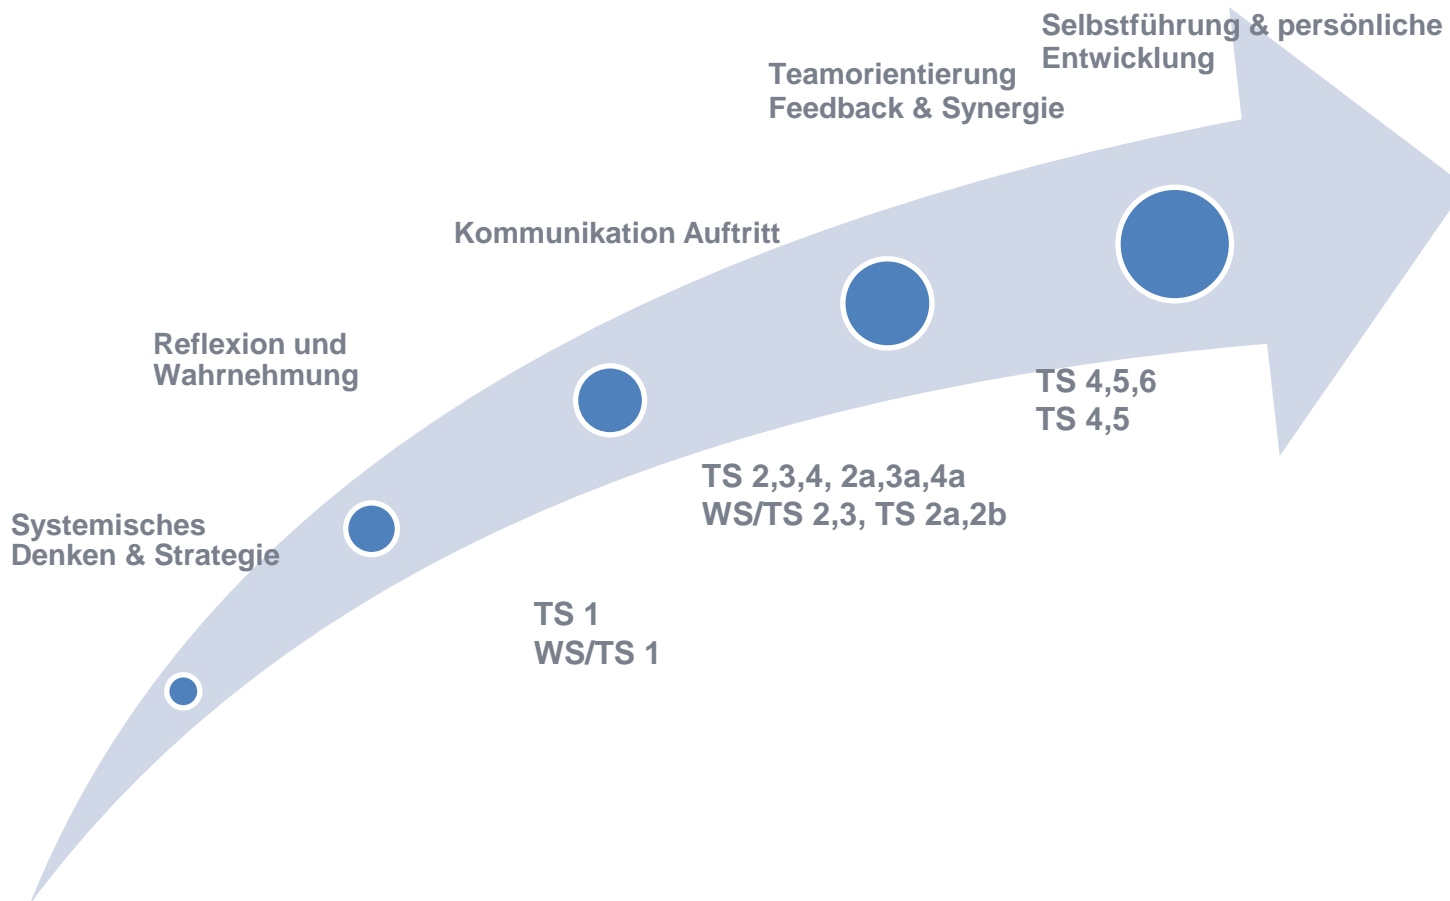 Selbstführung & persönliche
Entwicklung
Teamorientierung
Feedback & Synergie
Kommunikation Auftritt
Reflexion und
Wahrnehmung
Systemisches
Denken & Strategie
TS 4,5,6
TS 4,5
TS 2,3,4, 2a,3a,4a
WS/TS 2,3, TS 2a,2b
TS 1
WS/TS 1